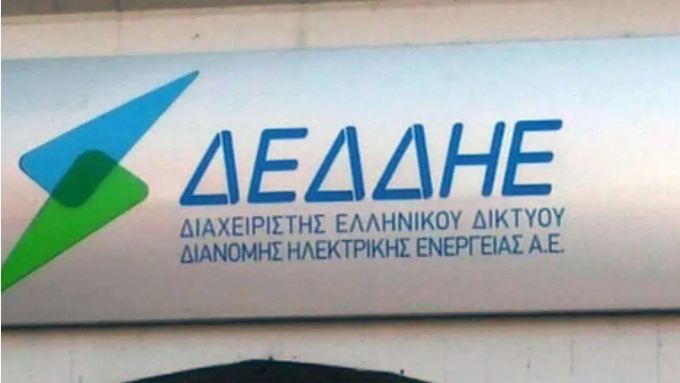 ΔΕΔΔΗΕ
ΔΙΑΧΕΙΡΙΣΤΗΣ ΕΛΛΗΝΙΚΟΥ ΔΙΚΤΥΟΥ
ΔΙΑΝΟΜΗΣ ΗΛΕΚΤΡΙΚΗΣ ΕΝΕΡΓΕΙΑΣ Α.Ε.